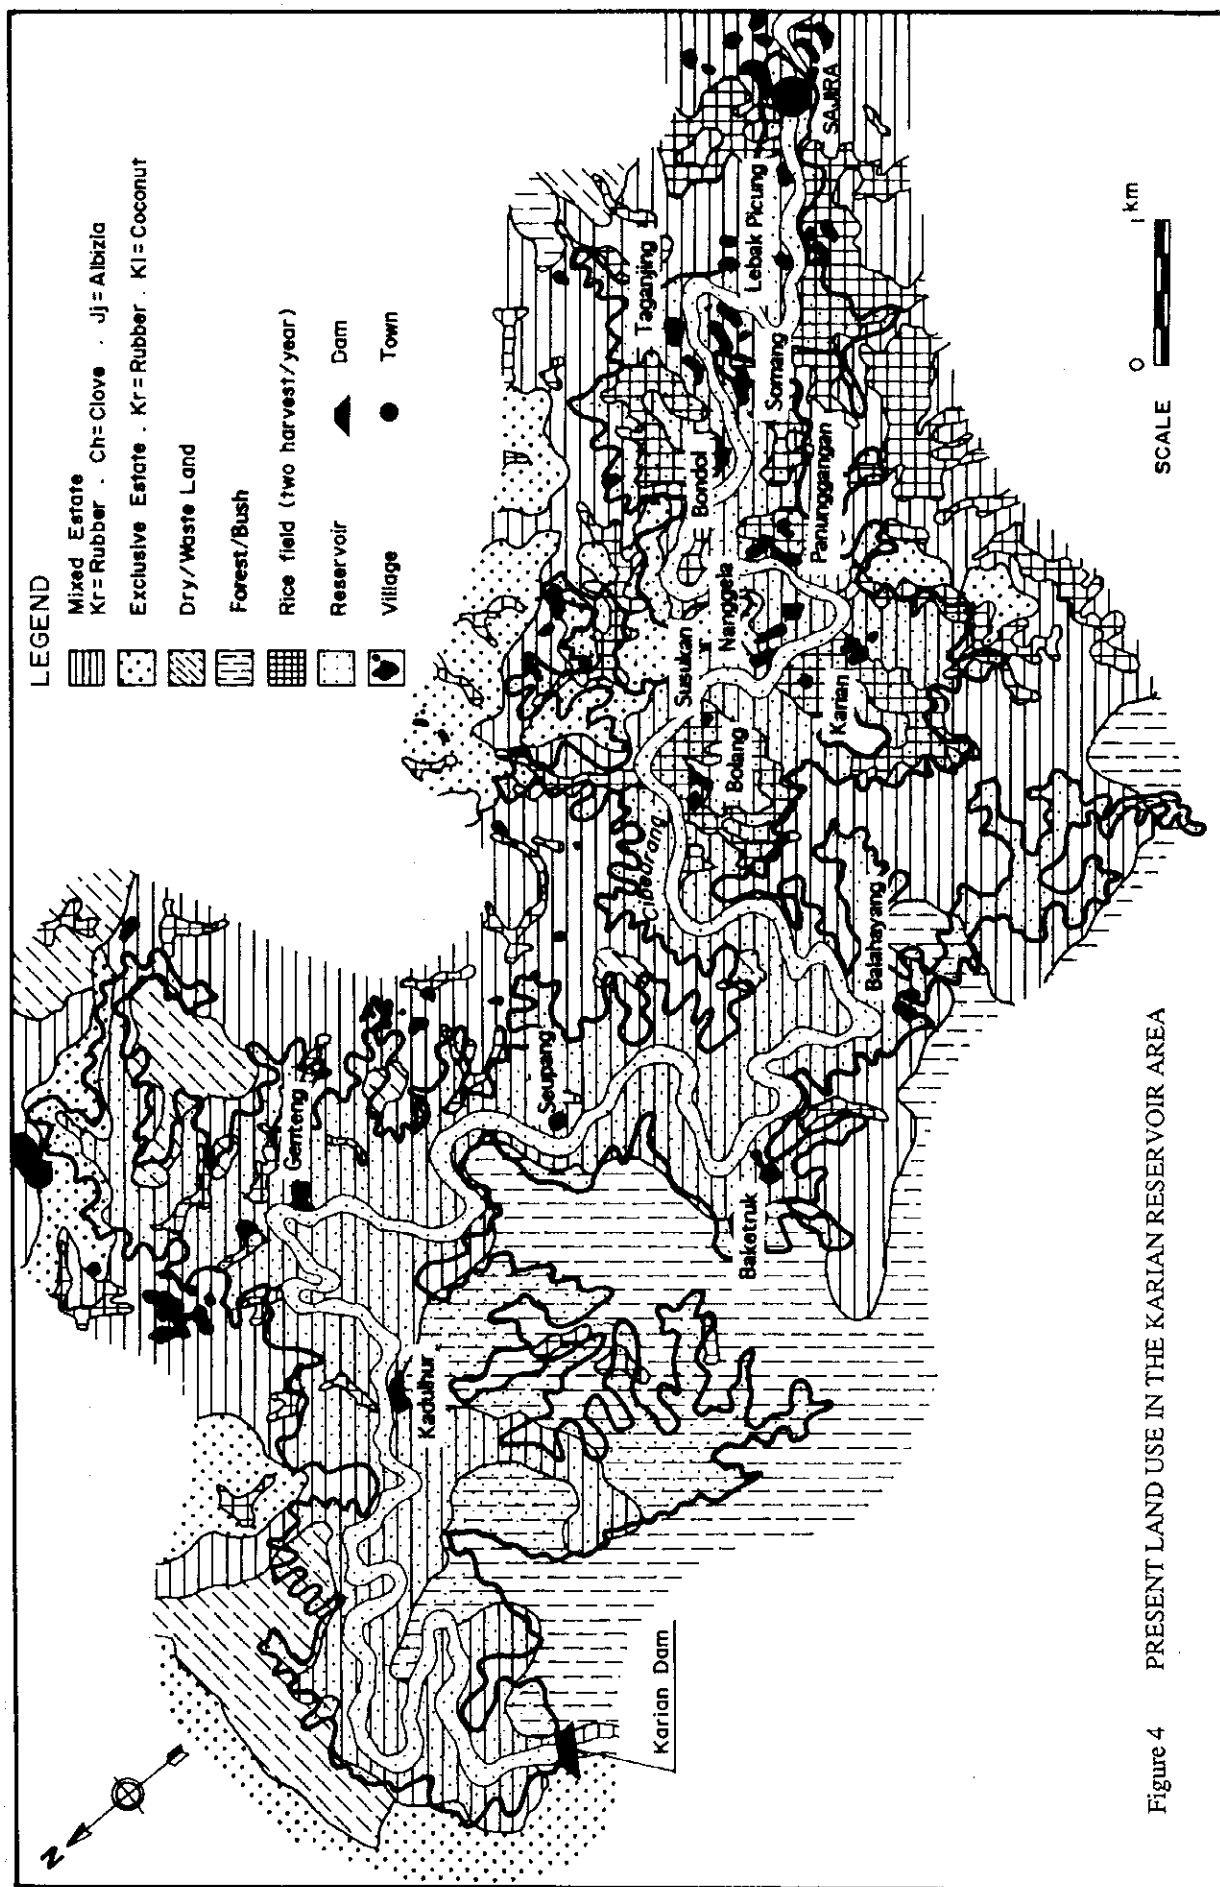 LEGEND
Mixed Estate
Kr=Rubber . Ch=Clove . Jj=Albizia
Exclusive Estate . Kr=Rubber . Kl=Coconut
Dry/Waste Land
Forest/Bush
Rice field (two harvest/year)
Reservoir
Dam
Village
Town
N
Genteng
Seupang
Kadulhur
Baketruk
Balahayang
Ciberang
Bolang
Susukan
Nanggela
Karian
Bondol
Panunggangan
Somang
Taganjing
Lebak Picung
SAJIRA
Karian Dam
0
1
km
SCALE
Figure 4 PRESENT LAND USE IN THE KARIAN RESERVOIR AREA